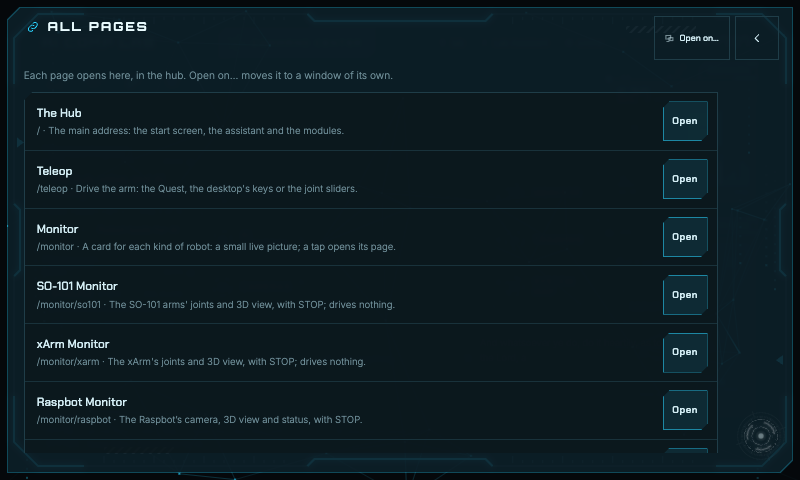 ALL PAGES
Open on...
Each page opens here, in the hub. Open on... moves it to a window of its own.
The Hub
/ · The main address: the start screen, the assistant and the modules.
Open
Teleop
/teleop · Drive the arm: the Quest, the desktop's keys or the joint sliders.
Open
Monitor
/monitor · A card for each kind of robot: a small live picture; a tap opens its page.
Open
SO-101 Monitor
/monitor/so101 · The SO-101 arms' joints and 3D view, with STOP; drives nothing.
Open
xArm Monitor
/monitor/xarm · The xArm's joints and 3D view, with STOP; drives nothing.
Open
Raspbot Monitor
/monitor/raspbot · The Raspbot's camera, 3D view and status, with STOP.
Open